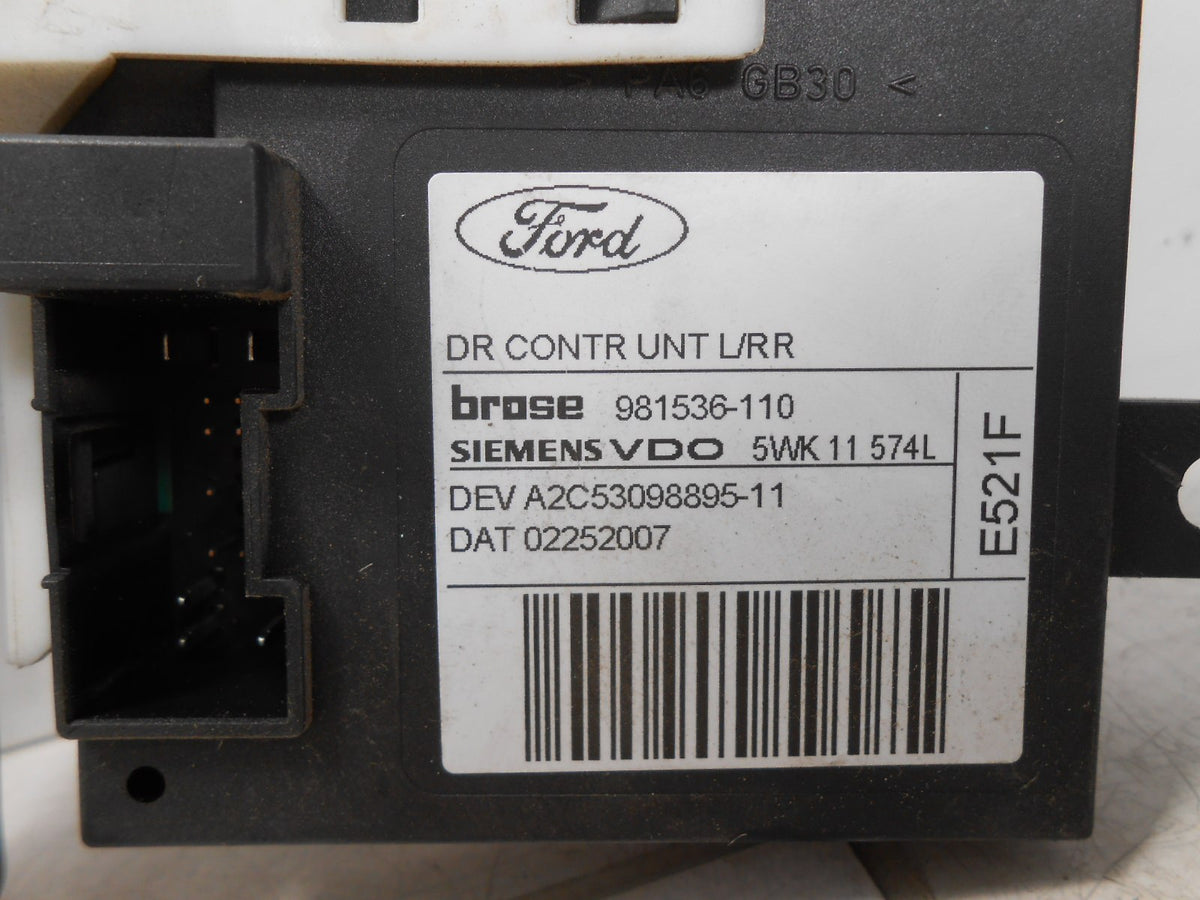 > PA6 GB30 <
Ford
DR CONTR UNT L/RR
brose 981536-110
SIEMENS VDO 5WK 11 574L
DEV A2C53098895-11
DAT 02252007
E521F